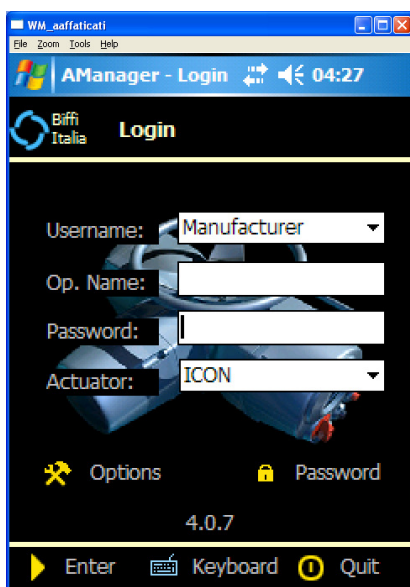 WM_aaffaticati
File Zoom Tools Help
AManager - Login 04:27
Biffi
Italia
Login
Username: Manufacturer
Op. Name:
Password:
Actuator: ICON
Options Password
4.0.7
Enter Keyboard Quit